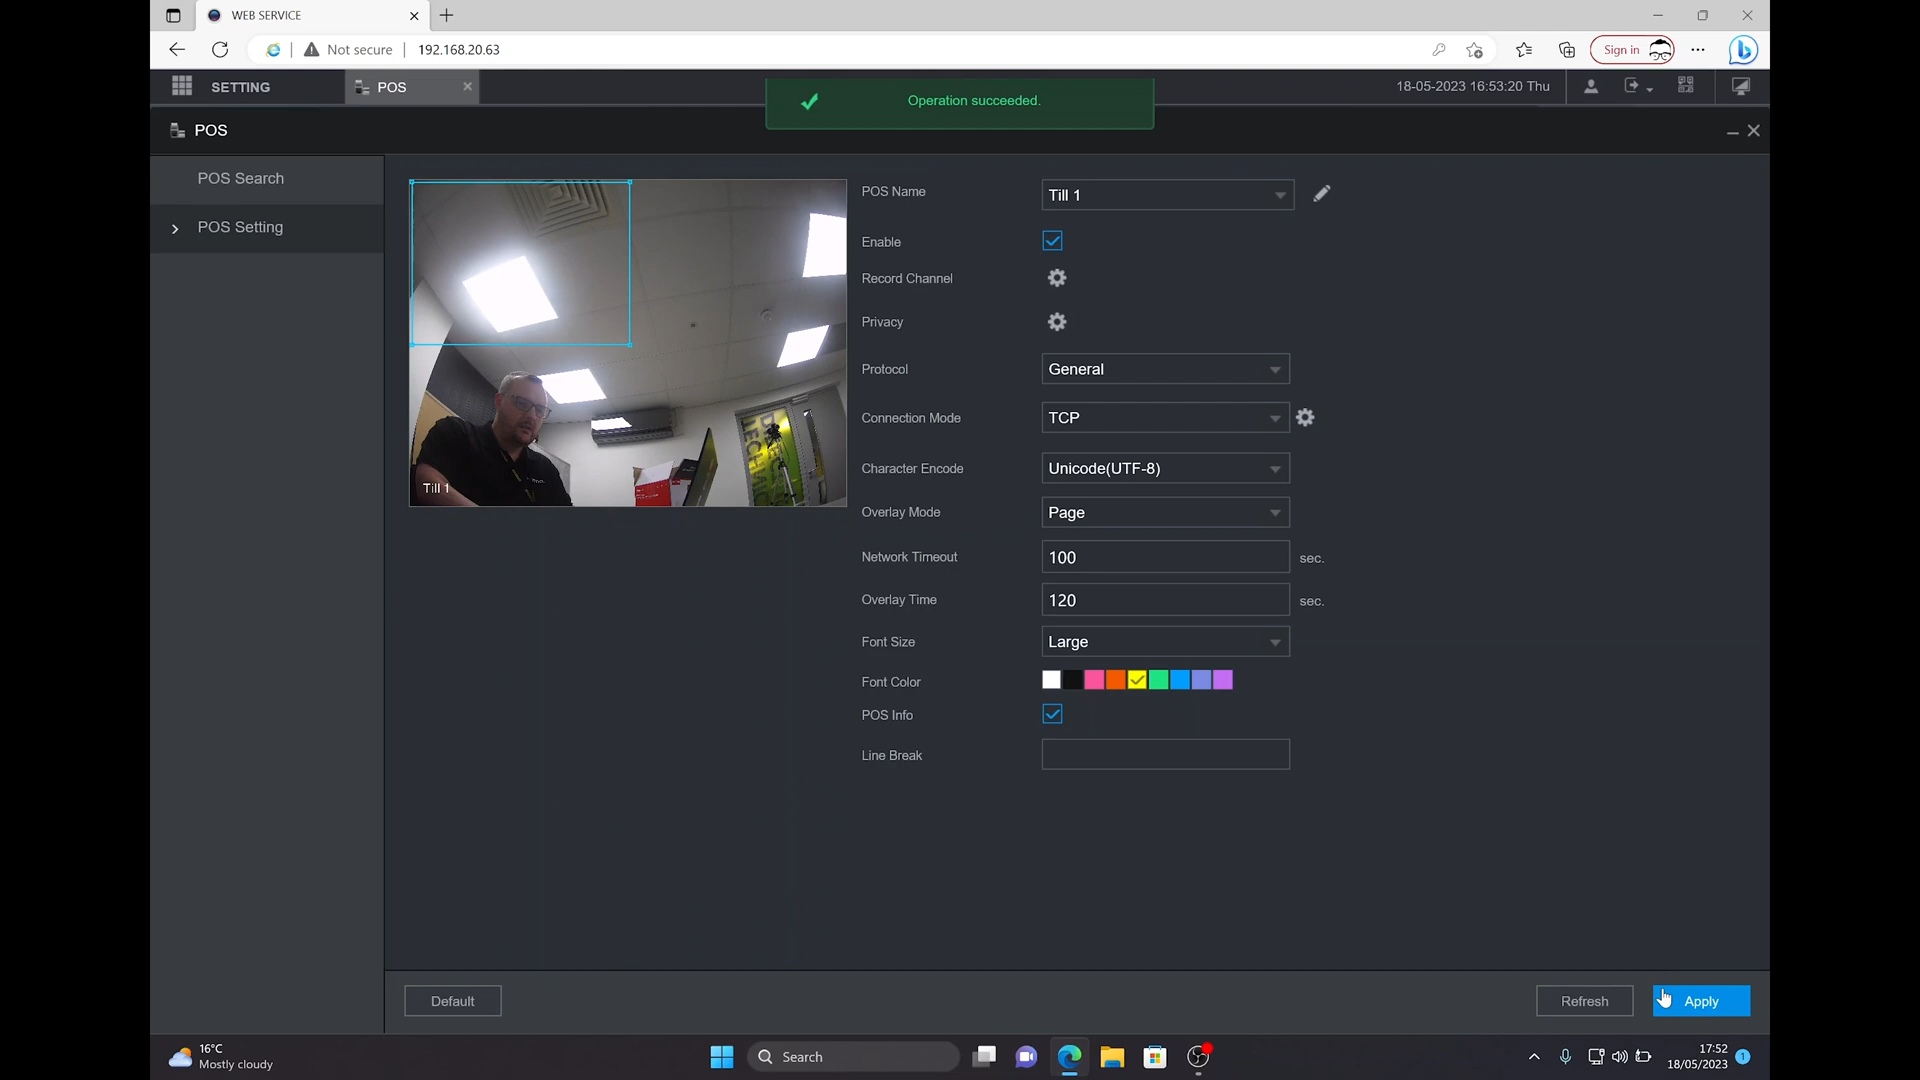 WEB SERVICE
Not secure
192.168.20.63
Sign in
SETTING
POS
18-05-2023 16:53:20 Thu
Operation succeeded.
POS
POS Search
POS Setting
Till 1
POS Name
Till 1
Enable
Record Channel
Privacy
Protocol
General
Connection Mode
TCP
Character Encode
Unicode(UTF-8)
Overlay Mode
Page
Network Timeout
100
sec.
Overlay Time
120
sec.
Font Size
Large
Font Color
POS Info
Line Break
Default
Refresh
Apply
16°C
Mostly cloudy
Search
17:52
18/05/2023
1